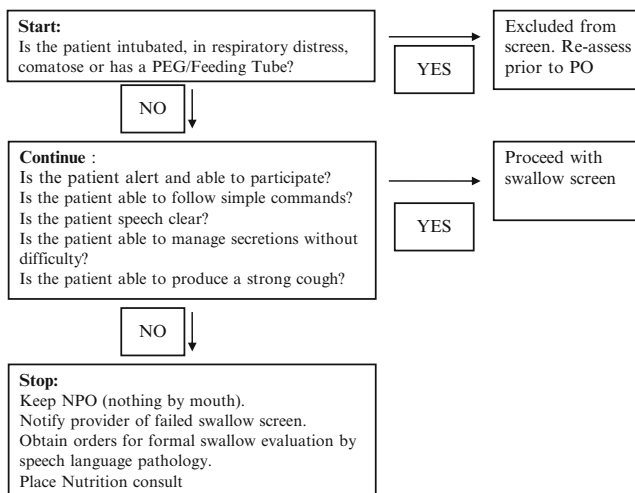 Start:
Is the patient intubated, in respiratory distress,
comatose or has a PEG/Feeding Tube?
YES
Excluded from
screen. Re-assess
prior to PO
NO
Continue :
Is the patient alert and able to participate?
Is the patient able to follow simple commands?
Is the patient speech clear?
Is the patient able to manage secretions without
difficulty?
Is the patient able to produce a strong cough?
YES
Proceed with
swallow screen
NO
Stop:
Keep NPO (nothing by mouth).
Notify provider of failed swallow screen.
Obtain orders for formal swallow evaluation by
speech language pathology.
Place Nutrition consult